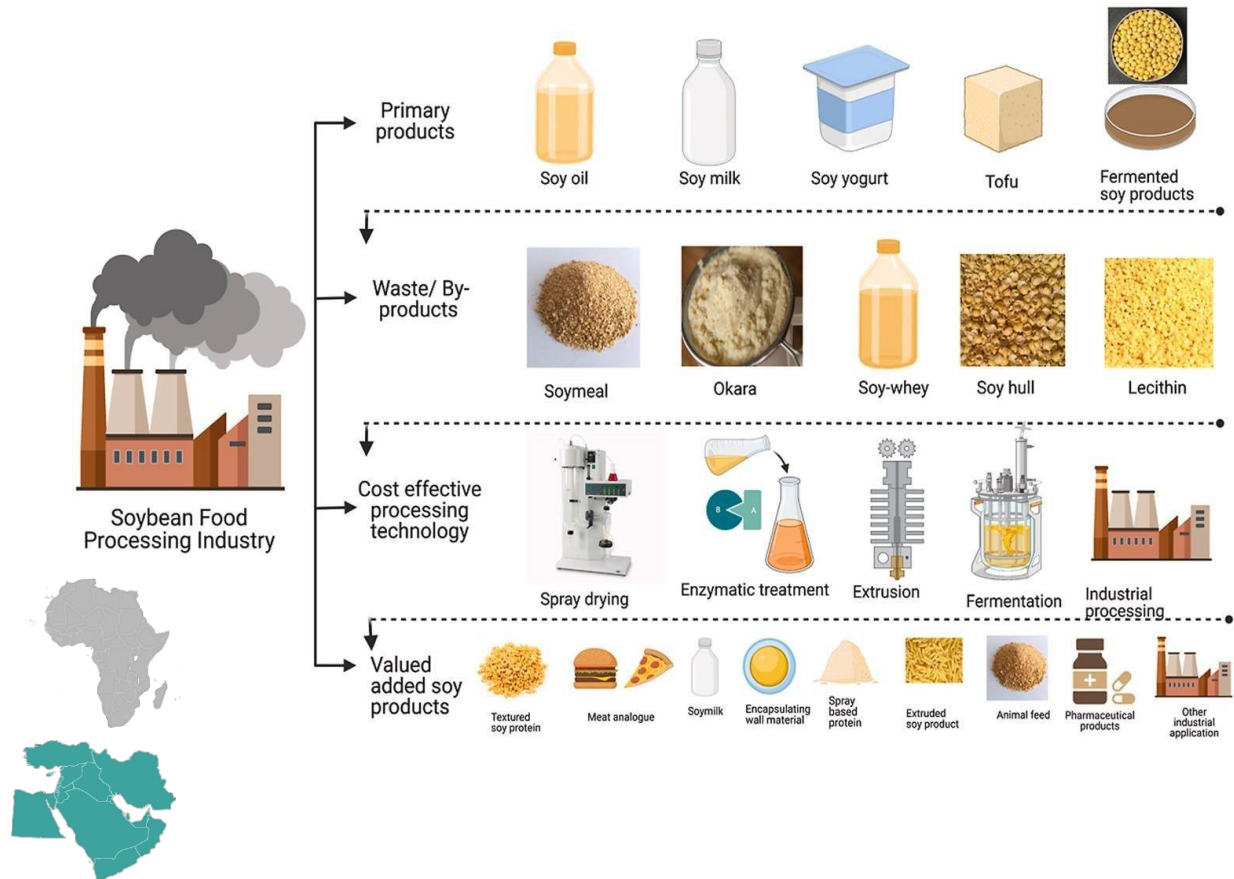 Primary
products
Soy oil
Soy milk
Soy yogurt
Tofu
Fermented
soy products
Waste/ By-
products
Soymeal
Okara
Soy-whey
Soy hull
Lecithin
Soybean Food
Processing Industry
Cost effective
processing
technology
B
A
Spray drying
Enzymatic treatment
Extrusion
Fermentation
Industrial
processing
Valued
added soy
products
Textured
soy protein
Meat analogue
Soymilk
Encapsulating
wall material
Spray
based
protein
Extruded
soy product
Animal feed
Pharmaceutical
products
Other
industrial
application